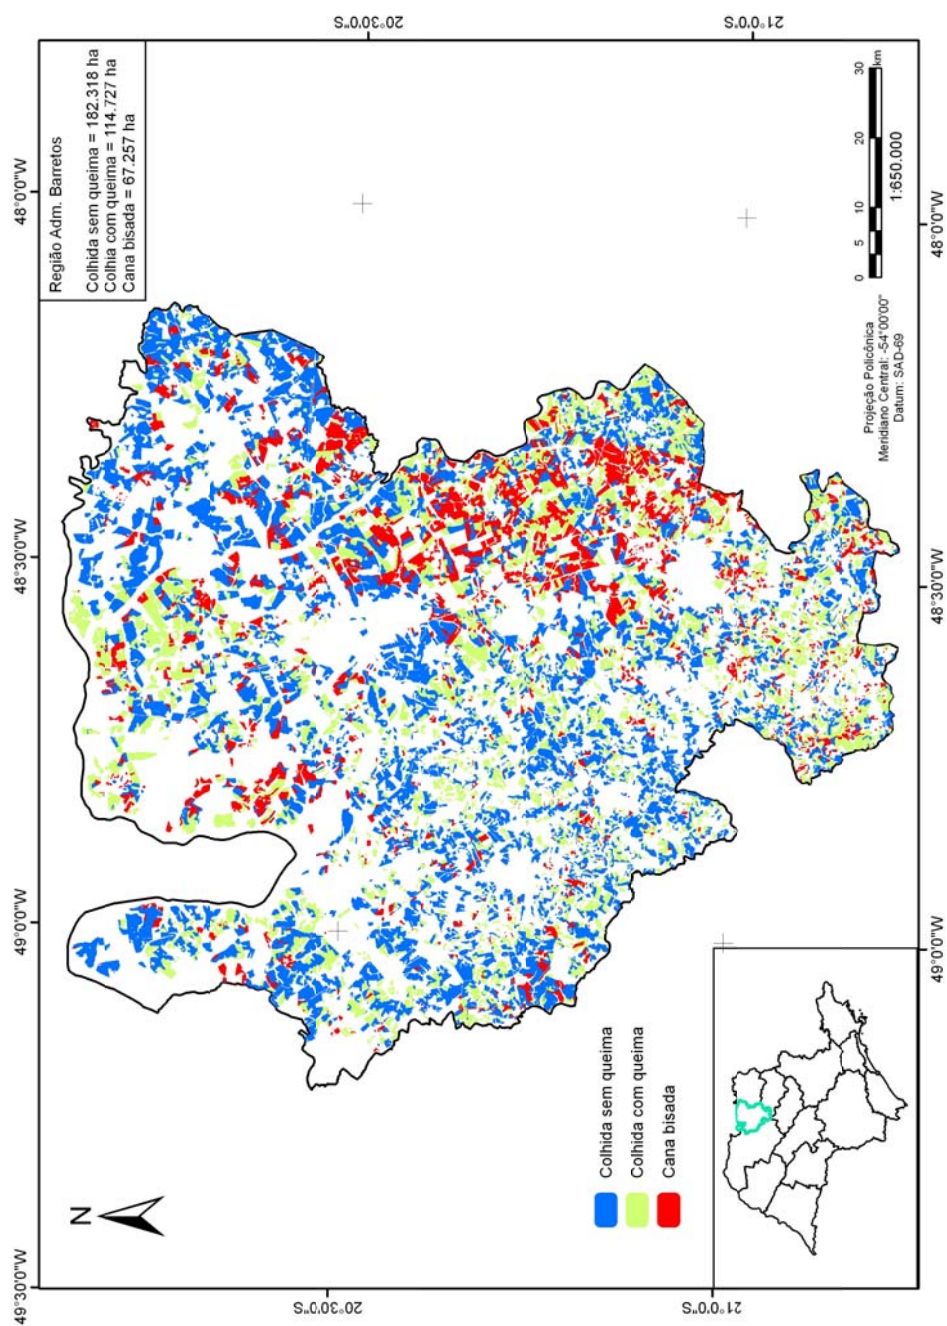 49°30'0"W
49°0'0"W
48°30'0"W
48°0'0"W
N
Região Adm. Barretos
Colhida sem queima = 182.318 ha
Colhia com queima = 114.727 ha
Cana bisada = 67.257 ha
20°30'0"S
20°30'0"S
21°0'0"S
21°0'0"S
Colhida sem queima
Colhida com queima
Cana bisada
0 5 10 20 30
km
1:650.000
Projeção Policônica
Meridiano Central: -54°00'00"
Datum: SAD-69
49°0'0"W
48°30'0"W
48°0'0"W